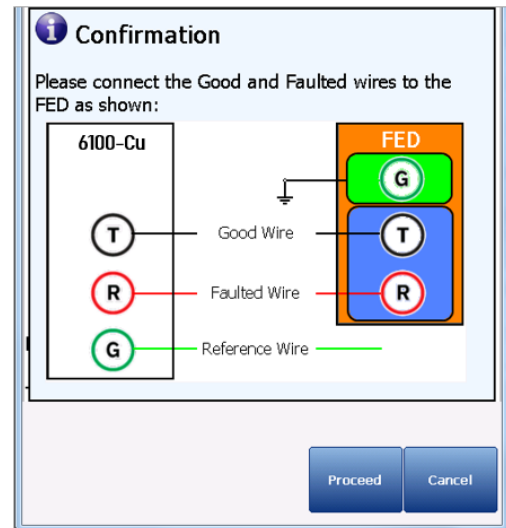 Confirmation
Please connect the Good and Faulted wires to the
FED as shown:
6100-Cu
FED
G
T
Good Wire
T
R
Faulted Wire
R
G
Reference Wire
Proceed
Cancel